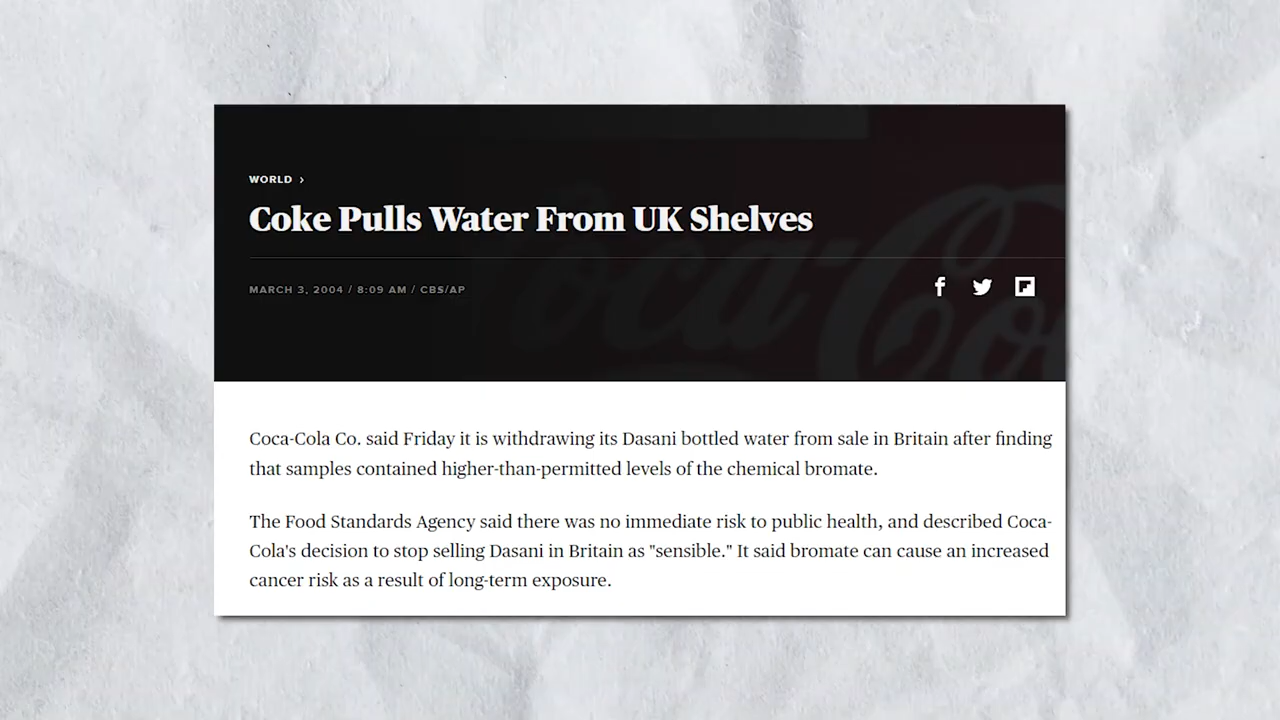 WORLD ›
Coke Pulls Water From UK Shelves
MARCH 3, 2004 / 8:09 AM / CBS/AP
Coca-Cola Co. said Friday it is withdrawing its Dasani bottled water from sale in Britain after finding
that samples contained higher-than-permitted levels of the chemical bromate.
The Food Standards Agency said there was no immediate risk to public health, and described Coca-
Cola's decision to stop selling Dasani in Britain as "sensible." It said bromate can cause an increased
cancer risk as a result of long-term exposure.